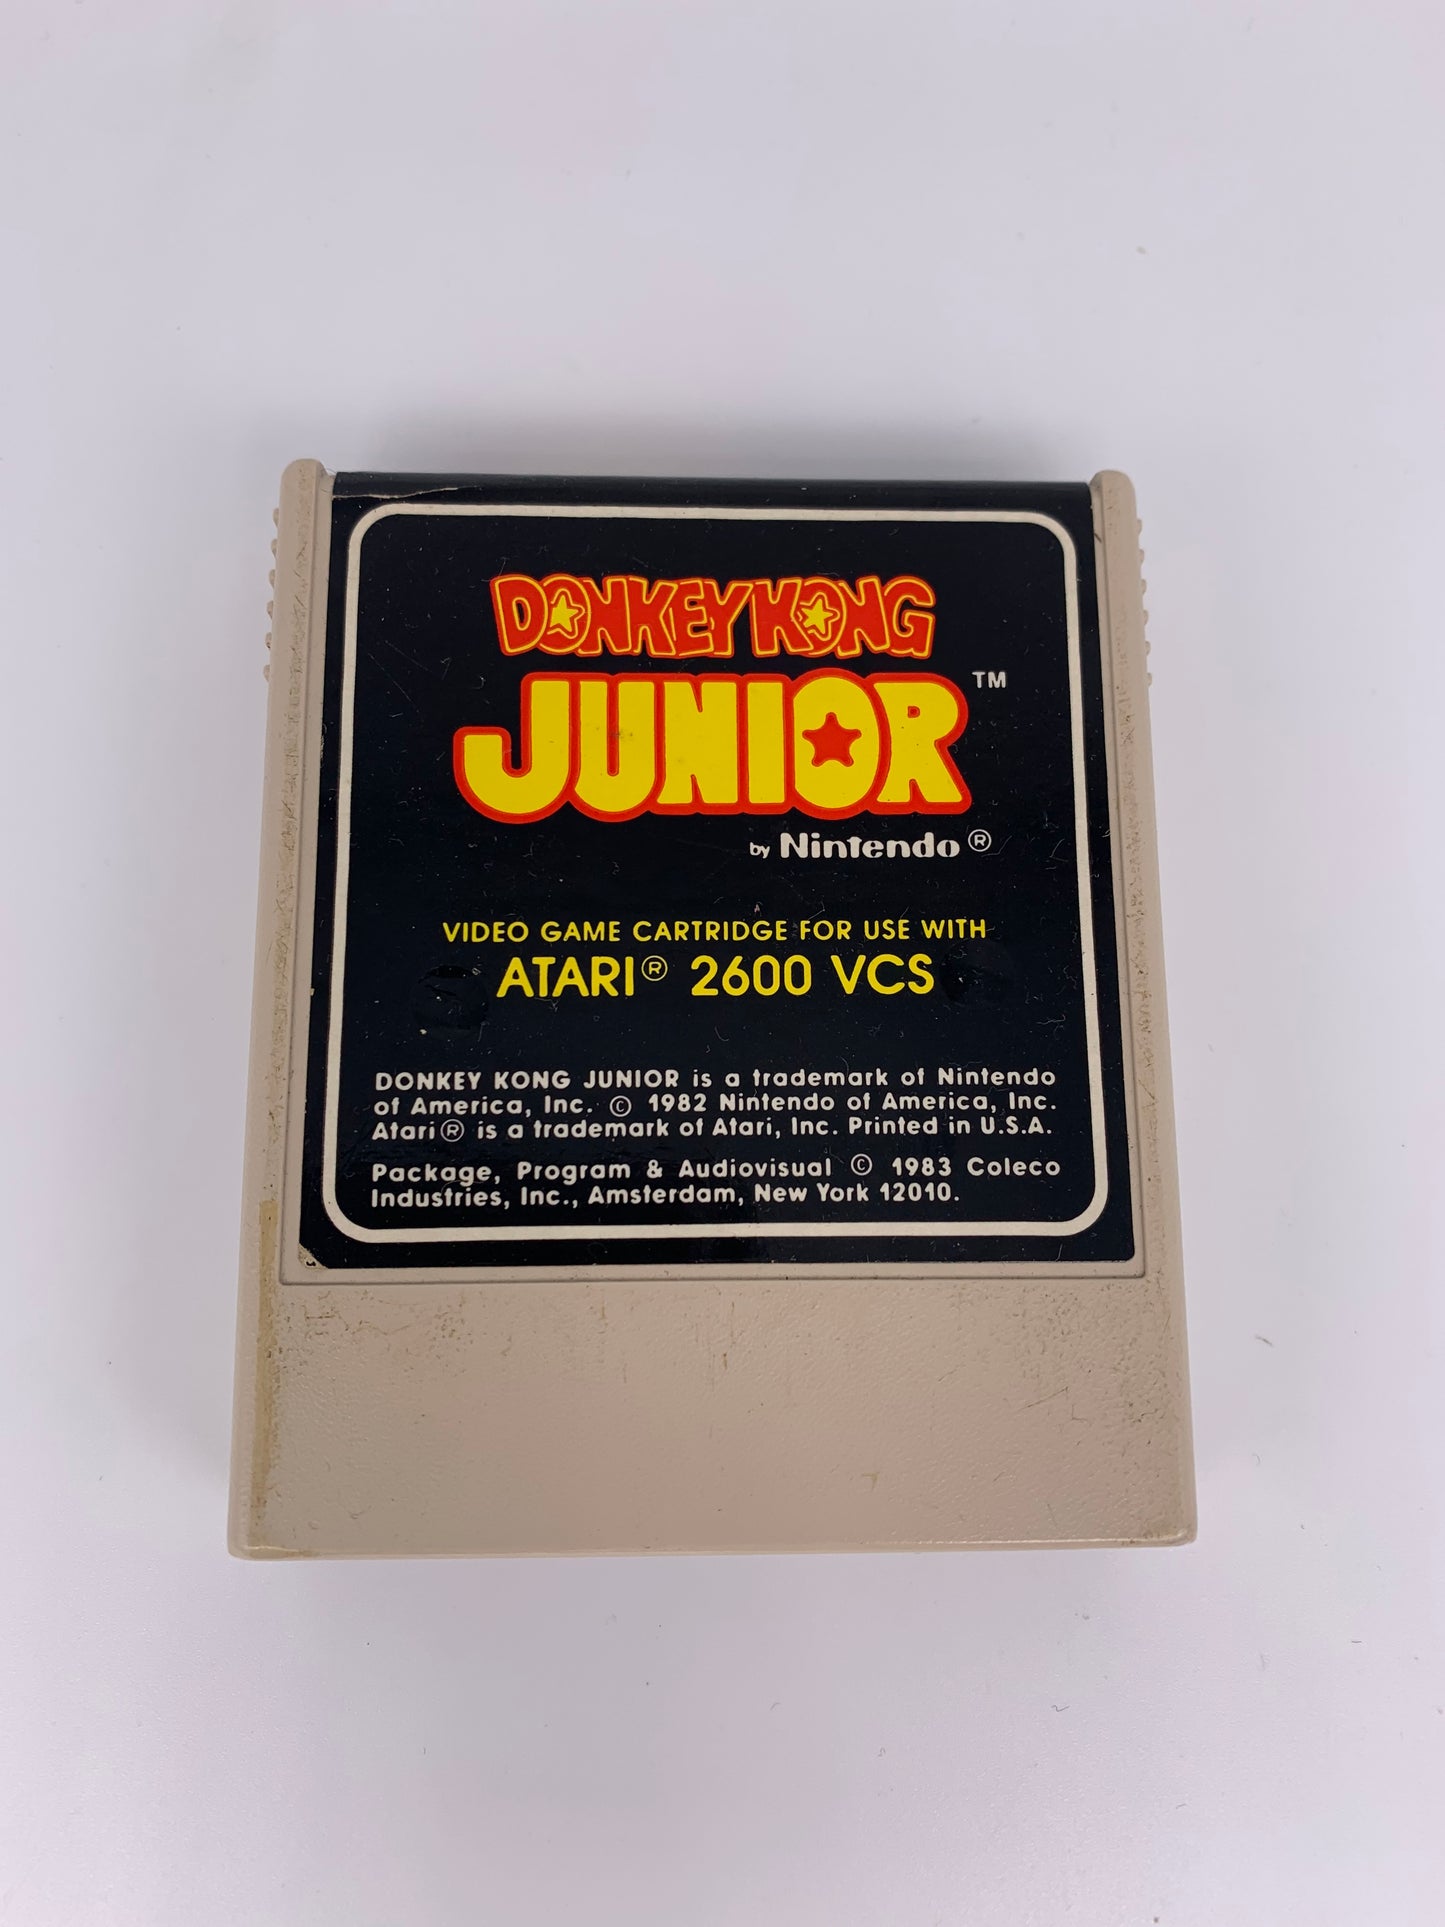 DONKEY KONG
JUNIOR™
by Nintendo®
VIDEO GAME CARTRIDGE FOR USE WITH
ATARI® 2600 VCS
DONKEY KONG JUNIOR is a trademark of Nintendo
of America, Inc. © 1982 Nintendo of America, Inc.
Atari® is a trademark of Atari, Inc. Printed in U.S.A.
Package, Program & Audiovisual © 1983 Coleco
Industries, Inc., Amsterdam, New York 12010.